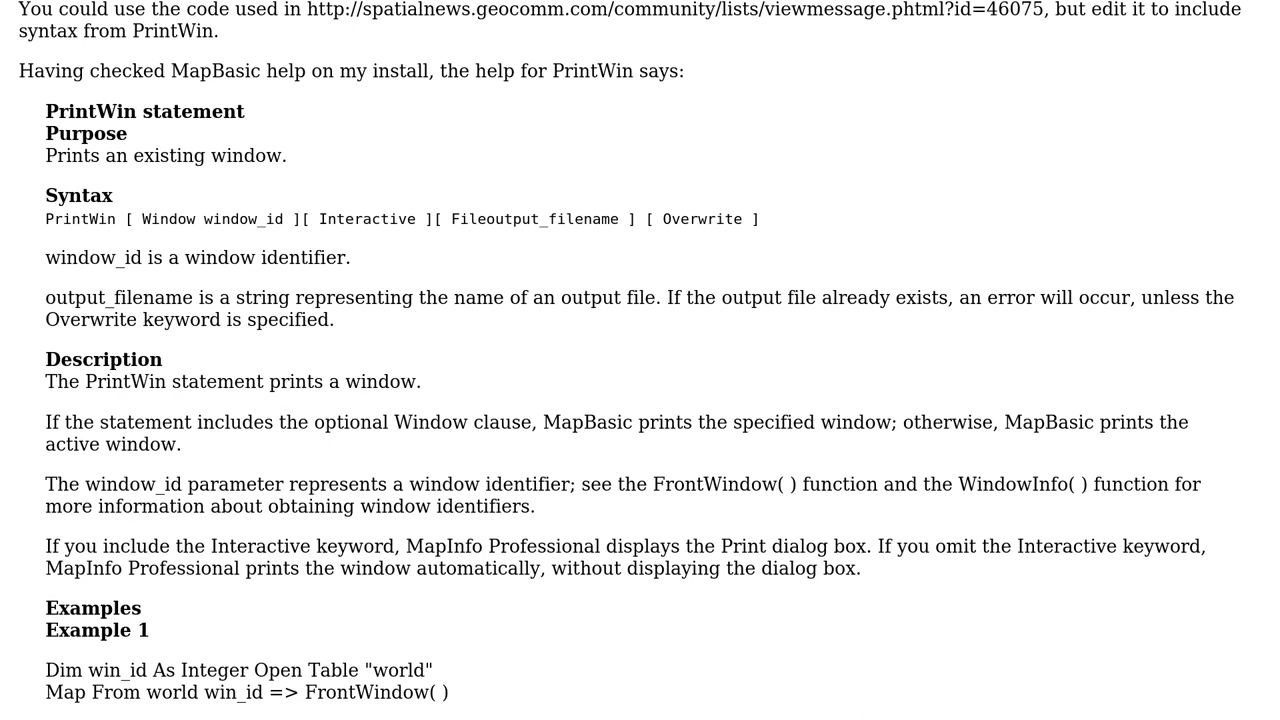 You could use the code used in http://spatialnews.geocomm.com/community/lists/viewmessage.phtml?id=46075, but edit it to include
syntax from PrintWin.
Having checked MapBasic help on my install, the help for PrintWin says:
PrintWin statement
Purpose
Prints an existing window.
Syntax
PrintWin [ Window window_id ][ Interactive ][ Fileoutput_filename ] [ Overwrite ]
window_id is a window identifier.
output_filename is a string representing the name of an output file. If the output file already exists, an error will occur, unless the
Overwrite keyword is specified.
Description
The PrintWin statement prints a window.
If the statement includes the optional Window clause, MapBasic prints the specified window; otherwise, MapBasic prints the
active window.
The window_id parameter represents a window identifier; see the FrontWindow( ) function and the WindowInfo( ) function for
more information about obtaining window identifiers.
If you include the Interactive keyword, MapInfo Professional displays the Print dialog box. If you omit the Interactive keyword,
MapInfo Professional prints the window automatically, without displaying the dialog box.
Examples
Example 1
Dim win_id As Integer Open Table "world"
Map From world win_id => FrontWindow( )